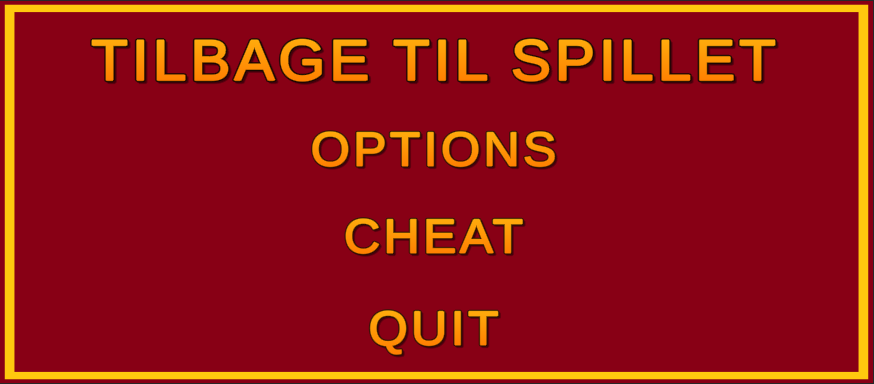 TILBAGE TIL SPILLET
OPTIONS
CHEAT
QUIT